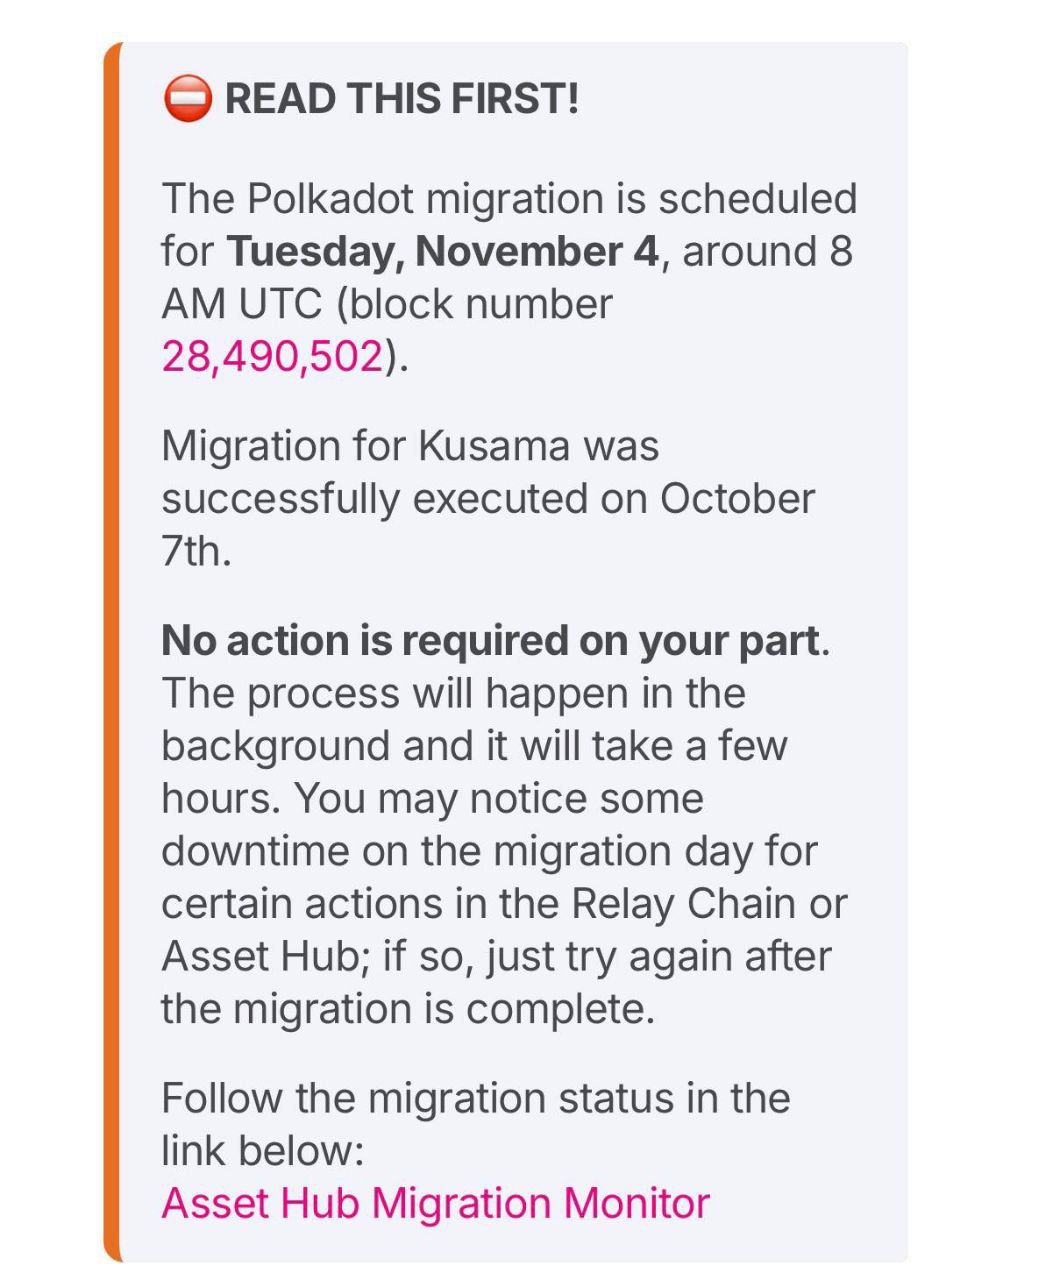 ⛔ READ THIS FIRST!
The Polkadot migration is scheduled
for Tuesday, November 4, around 8
AM UTC (block number
28,490,502).
Migration for Kusama was
successfully executed on October
7th.
No action is required on your part.
The process will happen in the
background and it will take a few
hours. You may notice some
downtime on the migration day for
certain actions in the Relay Chain or
Asset Hub; if so, just try again after
the migration is complete.
Follow the migration status in the
link below:
Asset Hub Migration Monitor